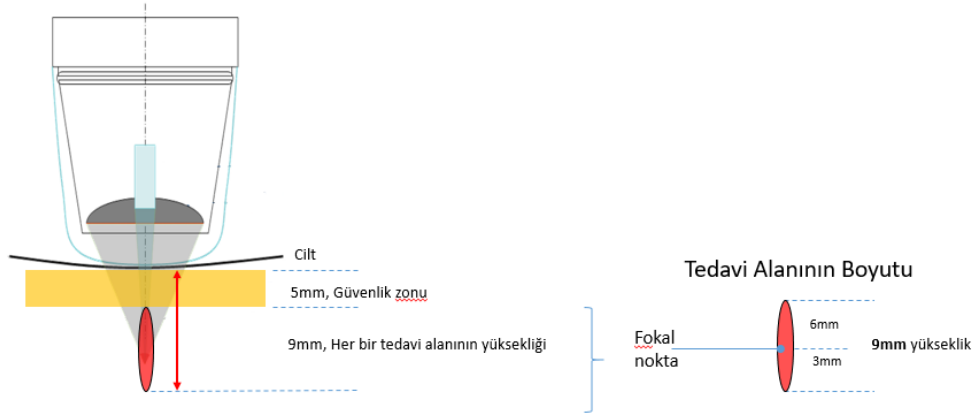 Cilt
5mm, Güvenlik zonu
9mm, Her bir tedavi alanının yüksekliği
Tedavi Alanının Boyutu
Fokal
nokta
6mm
3mm
9mm yükseklik